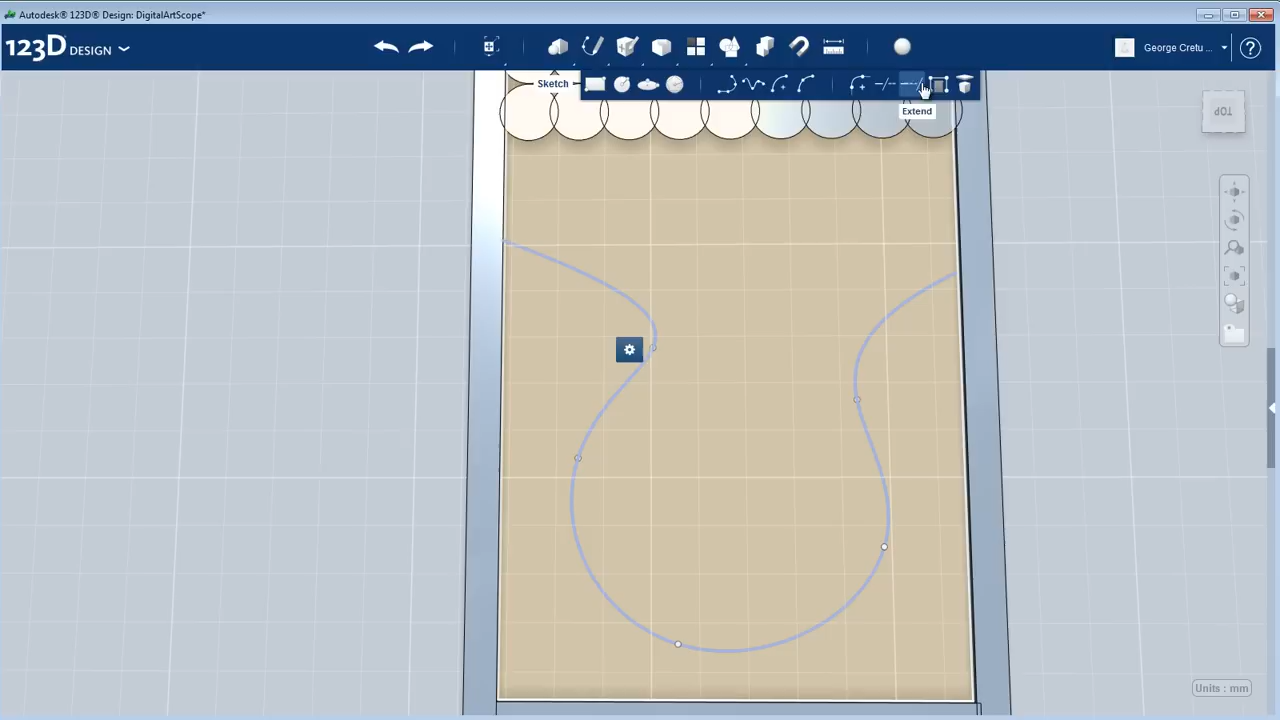 Autodesk® 123D® Design: DigitalArtScope*
123D® DESIGN
George Cretu ...
Sketch
Extend
TOP
Units : mm